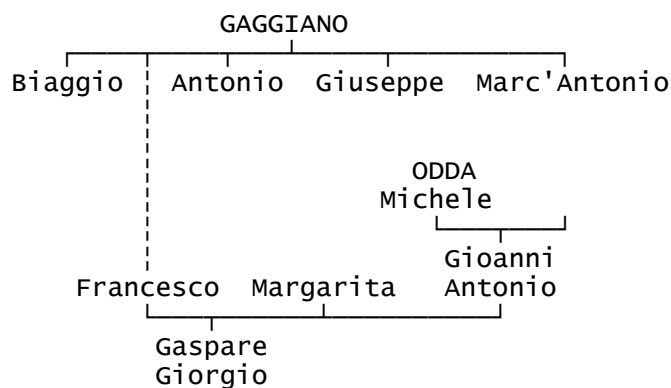 GAGGIANO
Biaggio Antonio Giuseppe Marc'Antonio
ODDA
Michele
Gioanni
Francesco Margarita Antonio
Gaspare
Giorgio